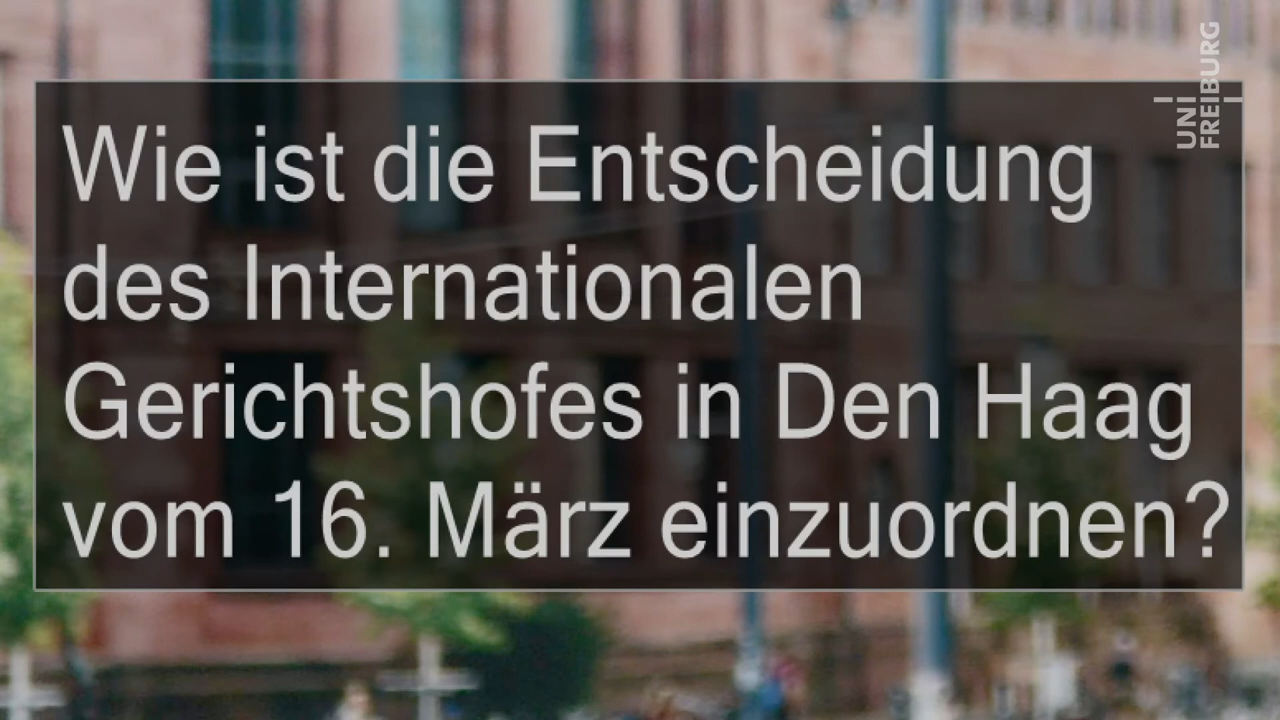 Wie ist die Entscheidung
des Internationalen
Gerichtshofes in Den Haag
vom 16. März einzuordnen?
UNI
FREIBURG